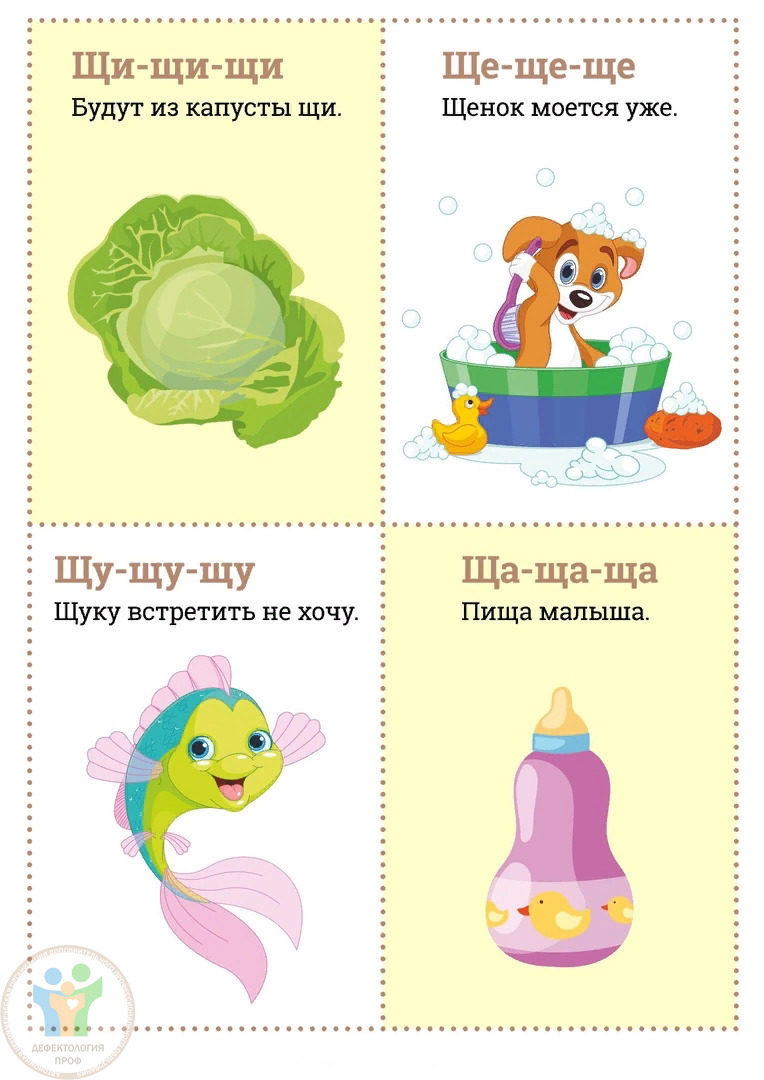 Щи-щи-щи
Будут из капусты щи.
Ще-ще-ще
Щенок моется уже.
Щу-щу-щу
Щуку встретить не хочу.
Ща-ща-ща
Пища малыша.
ДЕФЕКТОЛОГИЯ
ПРОФ